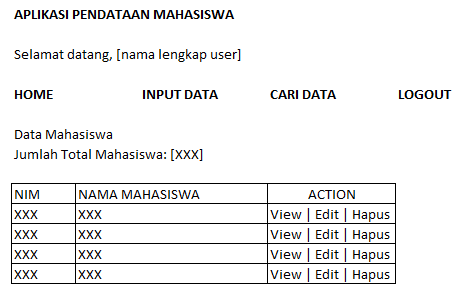 APLIKASI PENDATAAN MAHASISWA
Selamat datang, [nama lengkap user]
HOME INPUT DATA CARI DATA LOGOUT
Data Mahasiswa
Jumlah Total Mahasiswa: [XXX]
NIM NAMA MAHASISWA ACTION
XXX XXX View | Edit | Hapus
XXX XXX View | Edit | Hapus
XXX XXX View | Edit | Hapus
XXX XXX View | Edit | Hapus